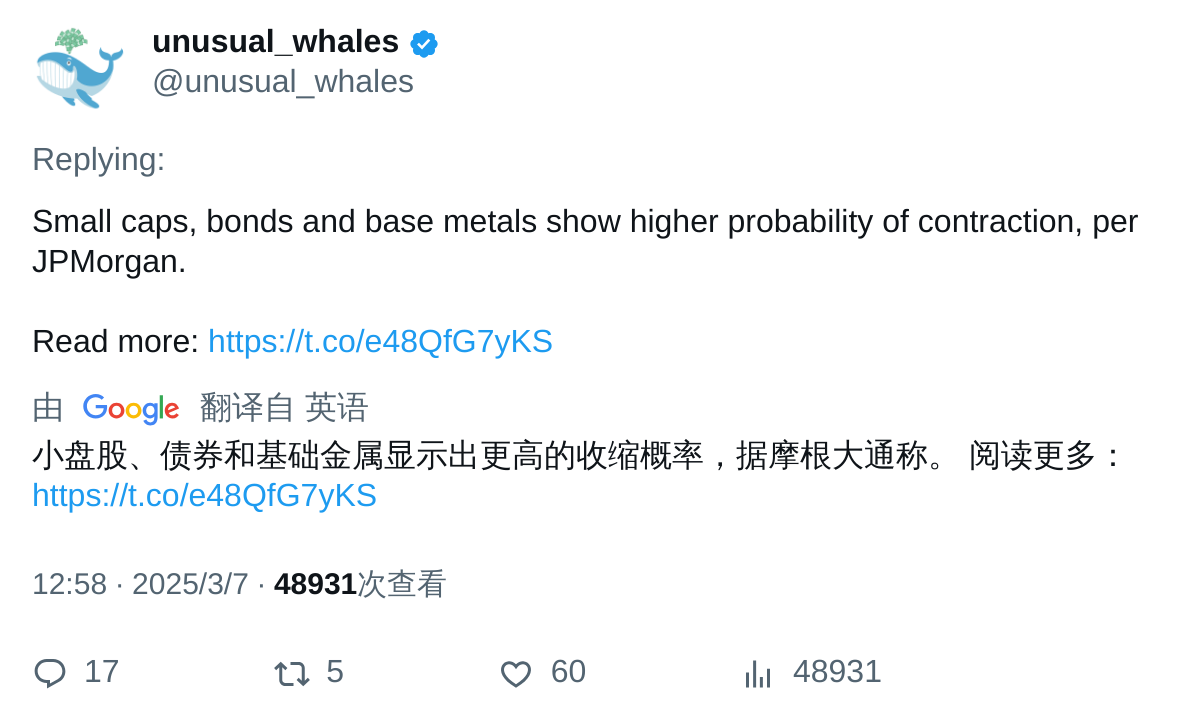 unusual_whales
@unusual_whales
Replying:
Small caps, bonds and base metals show higher probability of contraction, per
JPMorgan.
Read more: https://t.co/e48QfG7yKS
由 Google 翻译自 英语
小盘股、债券和基础金属显示出更高的收缩概率，据摩根大通称。 阅读更多：
https://t.co/e48QfG7yKS
12:58 · 2025/3/7 · 48931次查看
17 5 60 48931